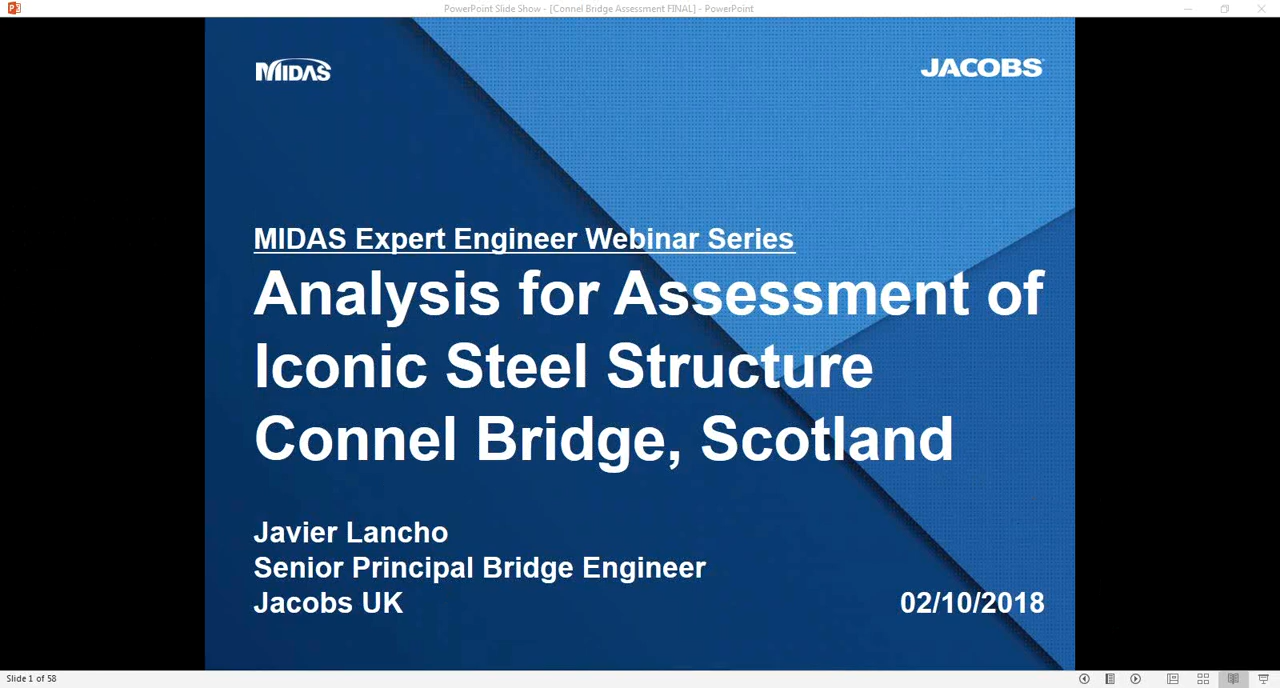 PowerPoint Slide Show - [Connel Bridge Assessment FINAL] - PowerPoint
MIDAS
JACOBS
MIDAS Expert Engineer Webinar Series
Analysis for Assessment of
Iconic Steel Structure
Connel Bridge, Scotland
Javier Lancho
Senior Principal Bridge Engineer
Jacobs UK
02/10/2018
Slide 1 of 58